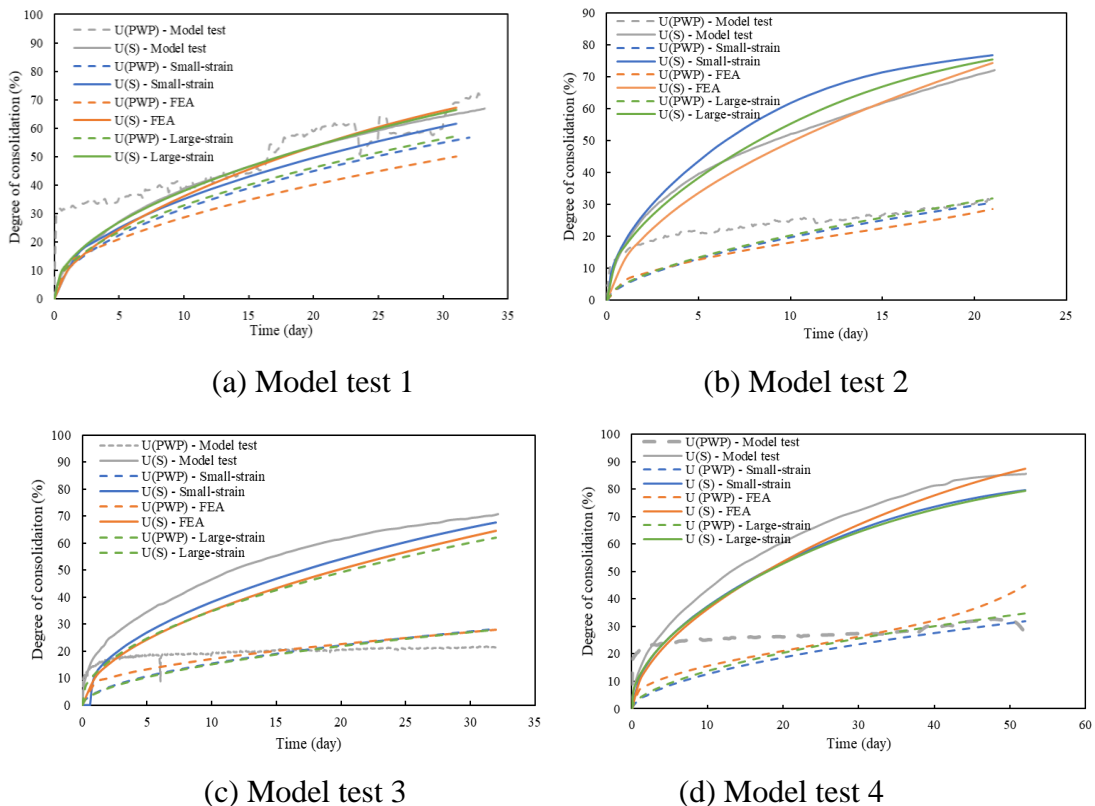 100
90
80
70
60
50
40
30
20
10
0
Degree of consolidation (%)
U(PWP) - Model test
U(S) - Model test
U(PWP) - Small-strain
U(S) - Small-strain
U(PWP) - FEA
U(S) - FEA
U(PWP) - Large-strain
U(S) - Large-strain
0 5 10 15 20 25 30 35
Time (day)
(a) Model test 1
90
80
70
60
50
40
30
20
10
0
Degree of consolidation (%)
U(PWP) - Model test
U(S) - Model test
U(PWP) - Small-strain
U(S) - Small-strain
U(PWP) - FEA
U(S) - FEA
U(PWP) - Large-strain
U(S) - Large-strain
0 5 10 15 20 25
Time (day)
(b) Model test 2
100
90
80
70
60
50
40
30
20
10
0
Degree of consolidaiton (%)
U(PWP) - Model test
U(S) - Model test
U(PWP) - Small-strain
U(S) - Small-strain
U(PWP) - FEA
U(S) - FEA
U(PWP) - Large-strain
U(S) - Large-strain
0 5 10 15 20 25 30 35
Time (day)
(c) Model test 3
100
90
80
70
60
50
40
30
20
10
0
Degree of consolidation (%)
U(PWP) - Model test
U(S) - Model test
U (PWP) - Small-strain
U (S) - Small-strain
U (PWP) - FEA
U (S) - FEA
U (PWP) - Large-strain
U (S) - Large-strain
0 10 20 30 40 50 60
Time (day)
(d) Model test 4